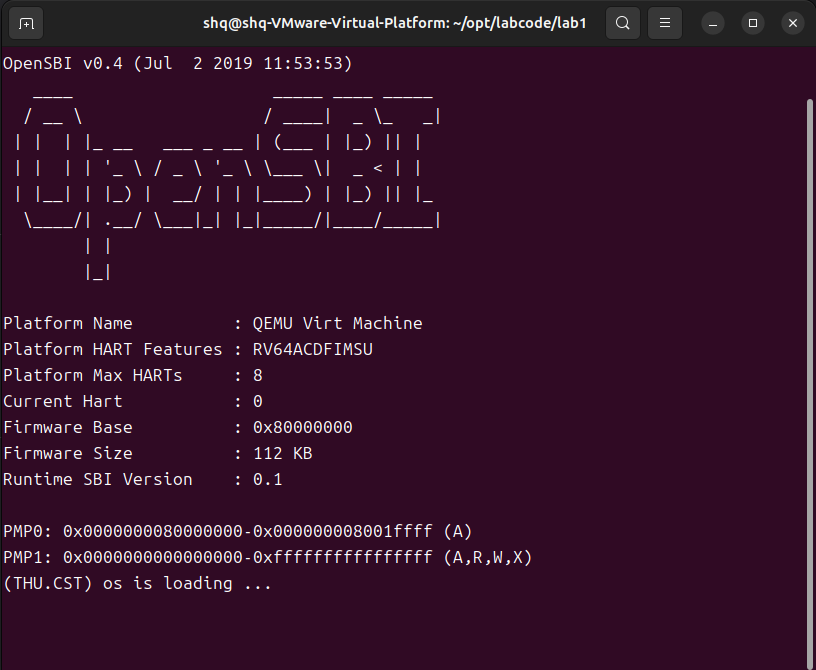 shq@shq-VMware-Virtual-Platform: ~/opt/labcode/lab1
OpenSBI v0.4 (Jul  2 2019 11:53:53)
   ____                    _____ ____ _____
  / __ \                  / ____|  _ \_   _|
 | |  | |_ __   ___ _ __ | (___ | |_) || |
 | |  | | '_ \ / _ \ '_ \ \___ \|  _ < | |
 | |__| | |_) |  __/ | | |____) | |_) || |_
  \____/| .__/ \___|_| |_|_____/|____/_____|
        | |
        |_|
Platform Name          : QEMU Virt Machine
Platform HART Features : RV64ACDFIMSU
Platform Max HARTs     : 8
Current Hart           : 0
Firmware Base          : 0x80000000
Firmware Size          : 112 KB
Runtime SBI Version    : 0.1
PMP0: 0x0000000080000000-0x000000008001ffff (A)
PMP1: 0x0000000000000000-0xffffffffffffffff (A,R,W,X)
(THU.CST) os is loading ...